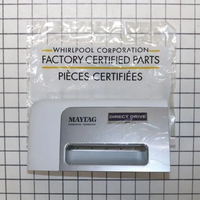 WHIRLPOOL CORPORATION
FACTORY CERTIFIED PARTS
PIÈCES CERTIFIÉES
MAYTAG
DIRECT DRIVE